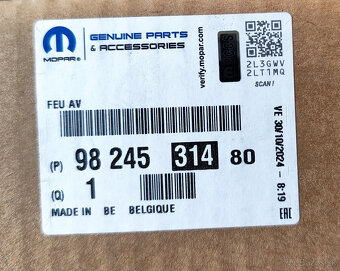 MOPAR®
GENUINE PARTS
& ACCESSORIES
verify.mopar.com
2L3GWV
2LT1MQ
SCAN!
FEU AV
(P) 98 245 314 80
(Q) 1
MADE IN BE BELGIQUE
VE 30/10/2024 - 8:19
EAC